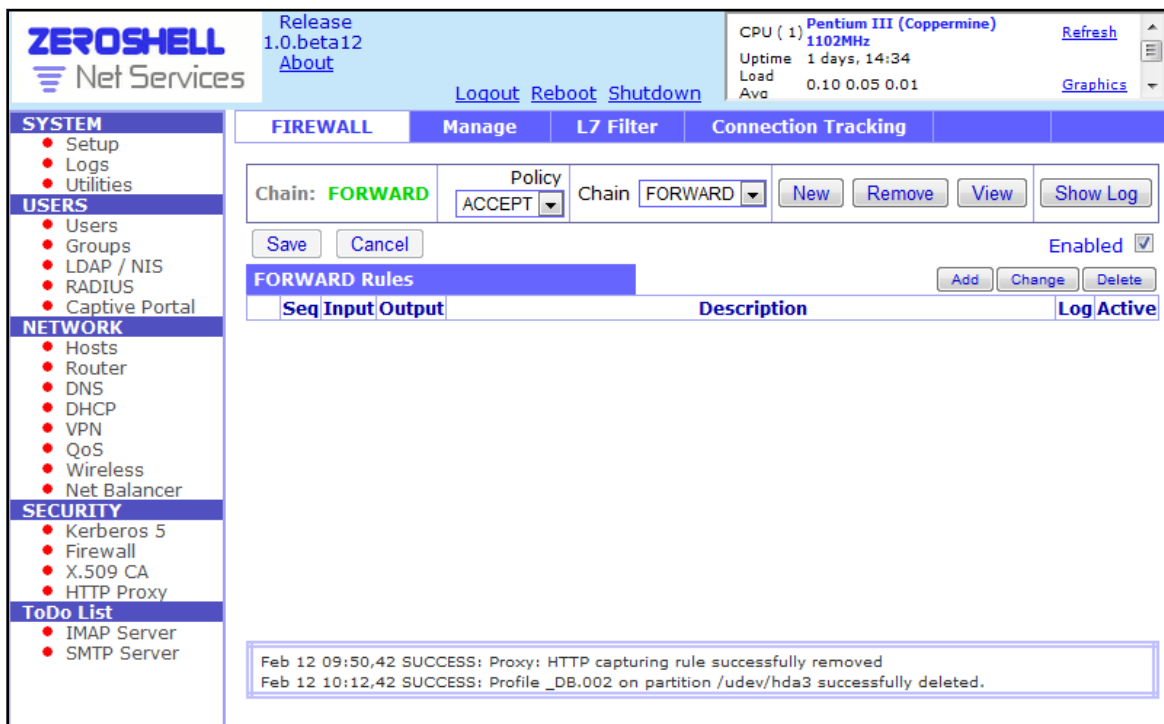 ZEROSHELL
Net Services
Release
1.0.beta12
About
Logout Reboot Shutdown
CPU ( 1) Pentium III (Coppermine)
1102MHz
Refresh
Uptime 1 days, 14:34
Load
Avg 0.10 0.05 0.01
Graphics
SYSTEM
Setup
Logs
Utilities
USERS
Users
Groups
LDAP / NIS
RADIUS
Captive Portal
NETWORK
Hosts
Router
DNS
DHCP
VPN
QoS
Wireless
Net Balancer
SECURITY
Kerberos 5
Firewall
X.509 CA
HTTP Proxy
ToDo List
IMAP Server
SMTP Server
FIREWALL Manage L7 Filter Connection Tracking
Chain: FORWARD
Policy
ACCEPT
Chain FORWARD
New Remove View Show Log
Save Cancel
Enabled
FORWARD Rules
Add Change Delete
Seq Input Output Description Log Active
Feb 12 09:50,42 SUCCESS: Proxy: HTTP capturing rule successfully removed
Feb 12 10:12,42 SUCCESS: Profile _DB.002 on partition /udev/hda3 successfully deleted.